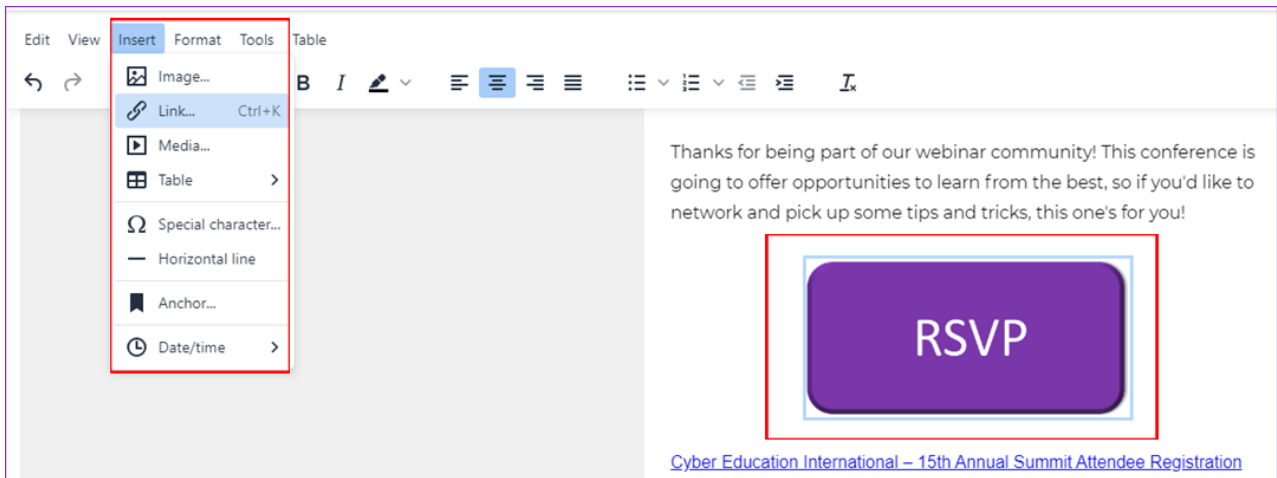 Edit View Insert Format Tools Table
Image...
B I
Link... Ctrl+K
Media...
Table
Special character...
Horizontal line
Anchor...
Date/time
Thanks for being part of our webinar community! This conference is
going to offer opportunities to learn from the best, so if you'd like to
network and pick up some tips and tricks, this one's for you!
RSVP
Cyber Education International – 15th Annual Summit Attendee Registration